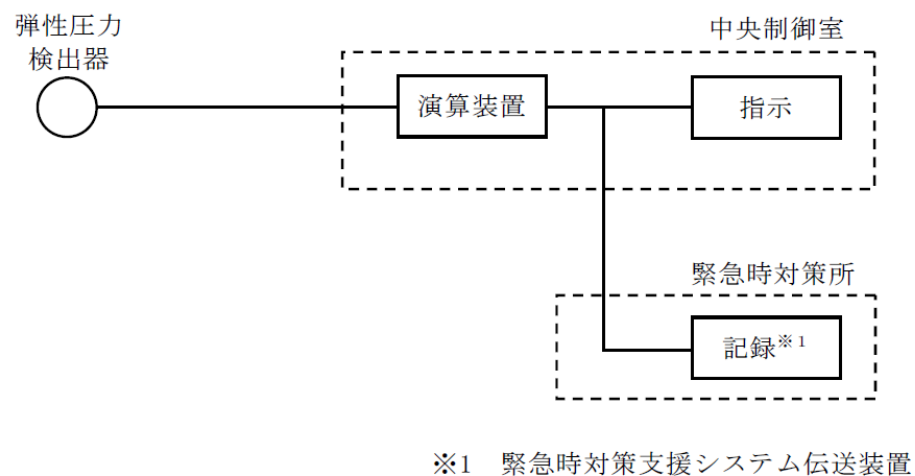 弾性圧力
検出器
中央制御室
演算装置
指示
緊急時対策所
記録※1
※1　緊急時対策支援システム伝送装置